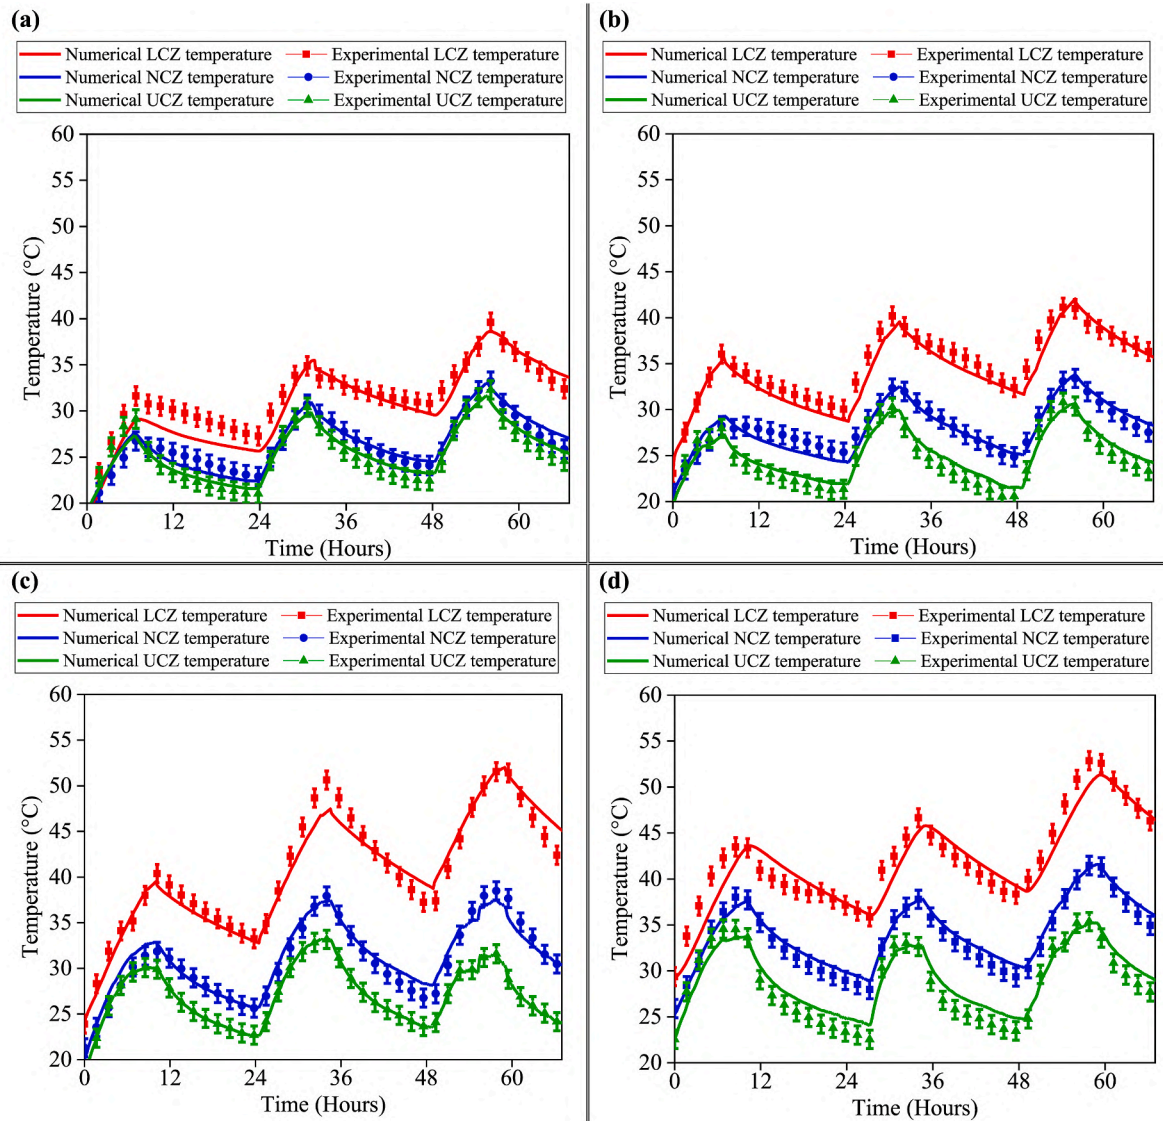 (a)
Numerical LCZ temperature Experimental LCZ temperature
Numerical NCZ temperature Experimental NCZ temperature
Numerical UCZ temperature Experimental UCZ temperature
60
55
50
45
40
35
30
25
20
Temperature (°C)
0 12 24 36 48 60
Time (Hours)
(b)
Numerical LCZ temperature Experimental LCZ temperature
Numerical NCZ temperature Experimental NCZ temperature
Numerical UCZ temperature Experimental UCZ temperature
60
55
50
45
40
35
30
25
20
Temperature (°C)
0 12 24 36 48 60
Time (Hours)
(c)
Numerical LCZ temperature Experimental LCZ temperature
Numerical NCZ temperature Experimental NCZ temperature
Numerical UCZ temperature Experimental UCZ temperature
60
55
50
45
40
35
30
25
20
Temperature (°C)
0 12 24 36 48 60
Time (Hours)
(d)
Numerical LCZ temperature Experimental LCZ temperature
Numerical NCZ temperature Experimental NCZ temperature
Numerical UCZ temperature Experimental UCZ temperature
60
55
50
45
40
35
30
25
20
Temperature (°C)
0 12 24 36 48 60
Time (Hours)